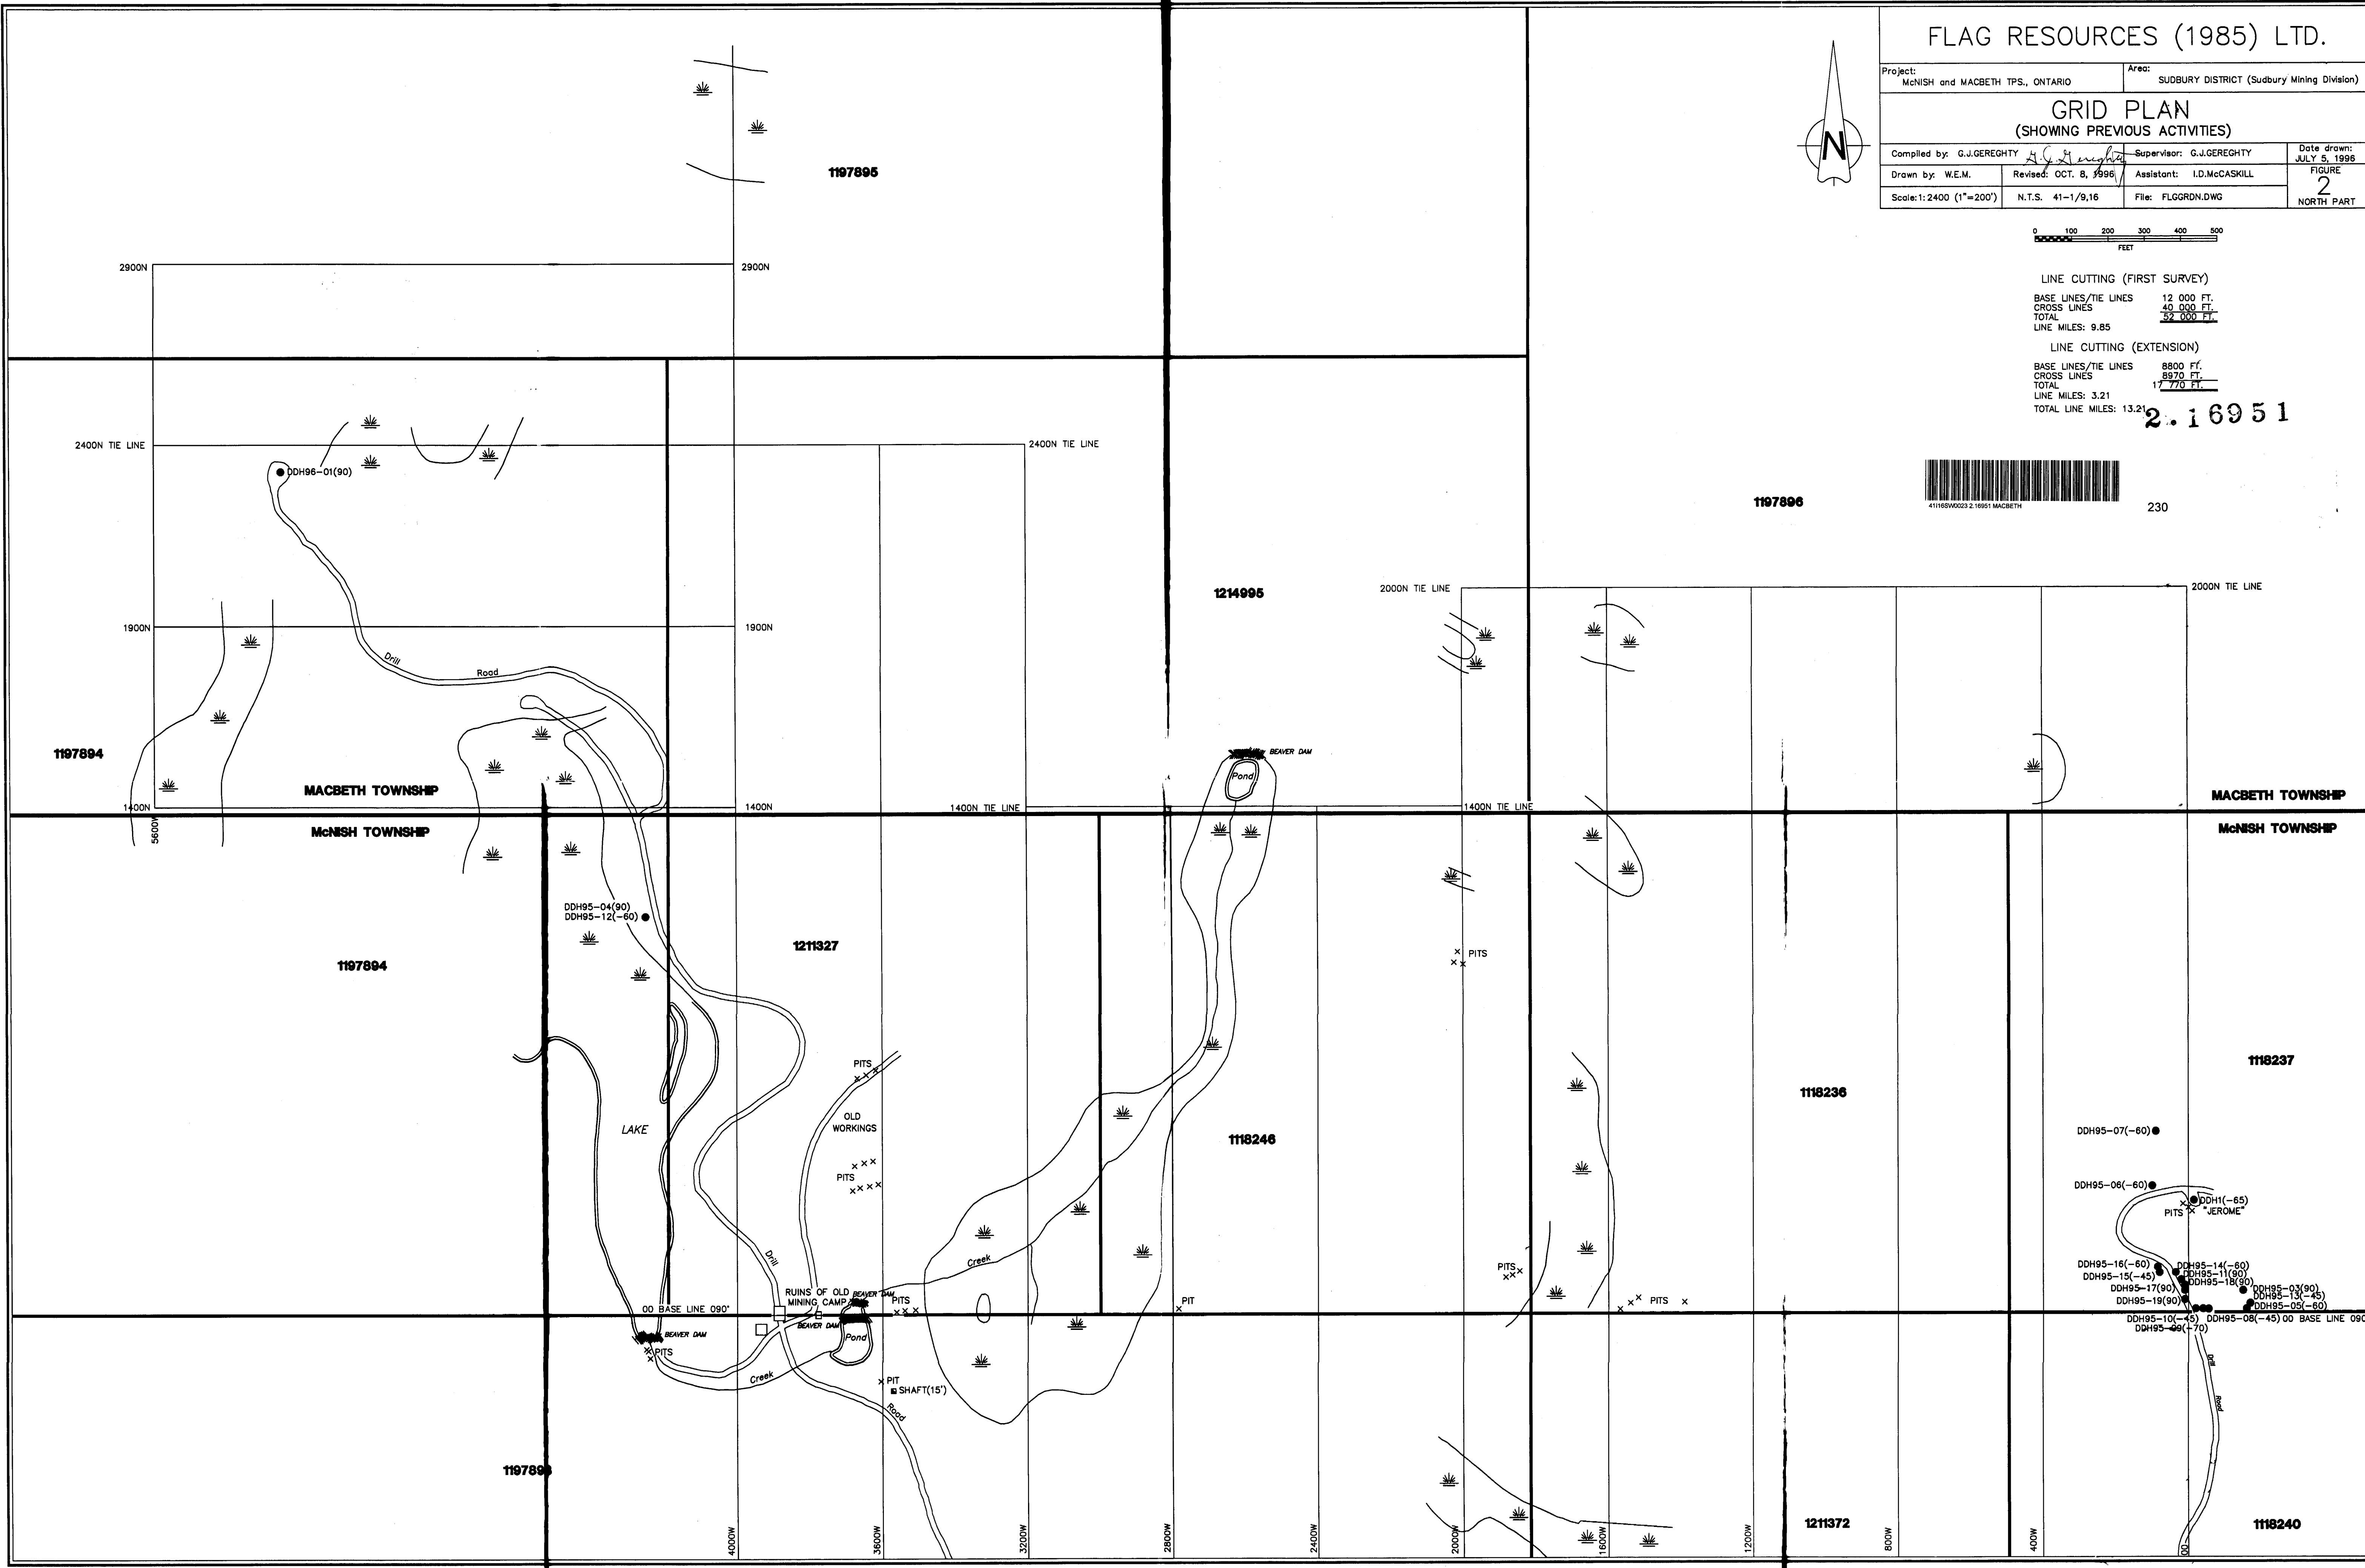 FLAG RESOURCES (1985) LTD.
Project:
McNISH and MACBETH TPS., ONTARIO
Area:
SUDBURY DISTRICT (Sudbury Mining Division)
GRID PLAN
(SHOWING PREVIOUS ACTIVITIES)
Compiled by: G.J.GEREGHTY
Supervisor: G.J.GEREGHTY
Date drawn:
JULY 5, 1996
Drawn by: W.E.M.
Revised: OCT. 8, 1996
Assistant: I.D.McCASKILL
FIGURE
2
NORTH PART
Scale:1:2400 (1"=200')
N.T.S. 41-1/9,16
File: FLGGRDN.DWG
N
0 100 200 300 400 500
FEET
LINE CUTTING (FIRST SURVEY)
BASE LINES/TIE LINES 12 000 FT.
CROSS LINES 40 000 FT.
TOTAL 52 000 FT.
LINE MILES: 9.85
LINE CUTTING (EXTENSION)
BASE LINES/TIE LINES 8800 FT.
CROSS LINES 8970 FT.
TOTAL 17 770 FT.
LINE MILES: 3.21
TOTAL LINE MILES: 13.21
2.16951
41I16SW0023 2.16951 MACBETH
230
1197895
2900N
2900N
2400N TIE LINE
2400N TIE LINE
DDH96-01(90)
1197896
1214995
2000N TIE LINE
2000N TIE LINE
1900N
1900N
Drill
Road
1197894
BEAVER DAM
Pond
MACBETH TOWNSHIP
MACBETH TOWNSHIP
1400N
1400N
1400N TIE LINE
1400N TIE LINE
5600W
McNISH TOWNSHIP
McNISH TOWNSHIP
DDH95-04(90)
DDH95-12(-60)
1211327
1197894
PITS
1118237
PITS
1118236
OLD
WORKINGS
LAKE
1118246
DDH95-07(-60)
PITS
DDH95-06(-60)
DDH1(-65)
PITS
"JEROME"
Drill
Creek
PITS
DDH95-16(-60)
DDH95-14(-60)
DDH95-15(-45)
DDH95-11(90)
DDH95-18(90)
DDH95-17(90)
DDH95-03(90)
DDH95-13(-45)
DDH95-19(90)
DDH95-05(-60)
RUINS OF OLD
MINING CAMP
BEAVER DAM
PITS
PIT
PITS
00 BASE LINE 090°
DDH95-10(-45)
DDH95-08(-45)
00 BASE LINE 090
DDH95-09(-70)
BEAVER DAM
BEAVER DAM
Pond
PITS
Creek
PIT
SHAFT(15')
Road
Drill
Road
1211372
1118240
4000W
3600W
3200W
2800W
2400W
2000W
1600W
1200W
800W
400W
00